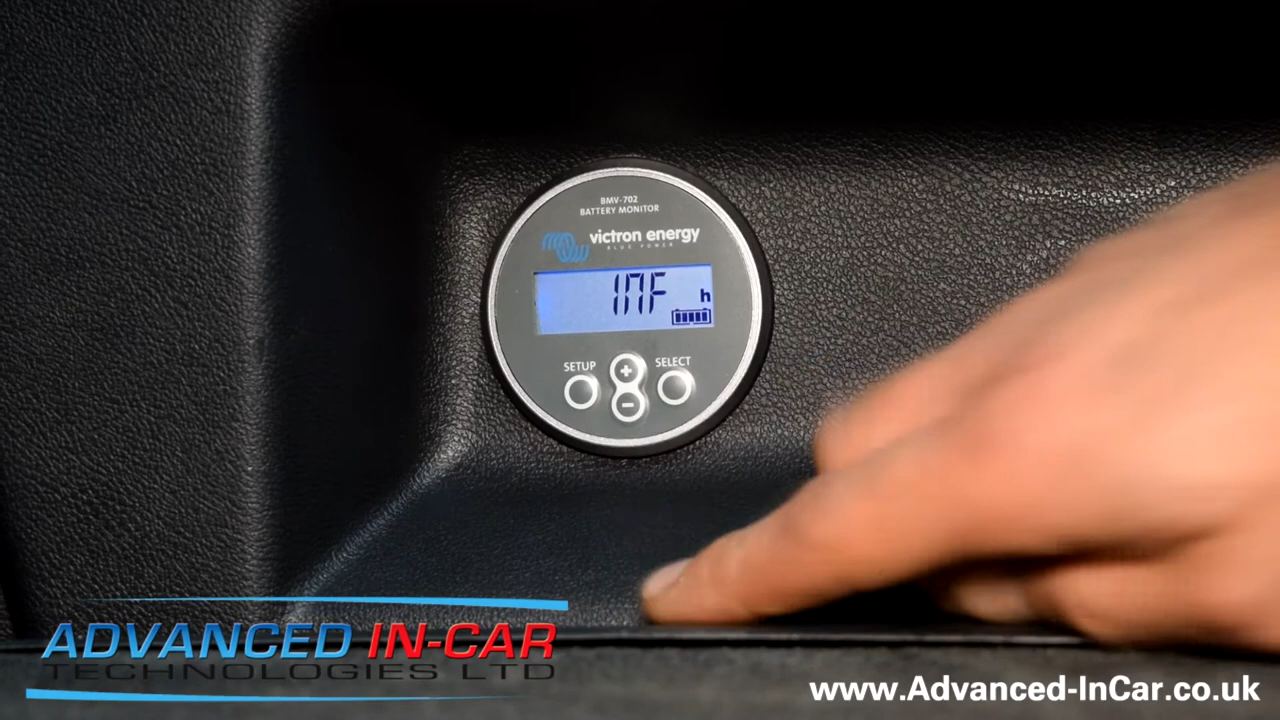 BMV-702
BATTERY MONITOR
victron energy
BLUE POWER
INF h
SETUP + SELECT
-
ADVANCED IN-CAR
TECHNOLOGIES LTD
www.Advanced-InCar.co.uk